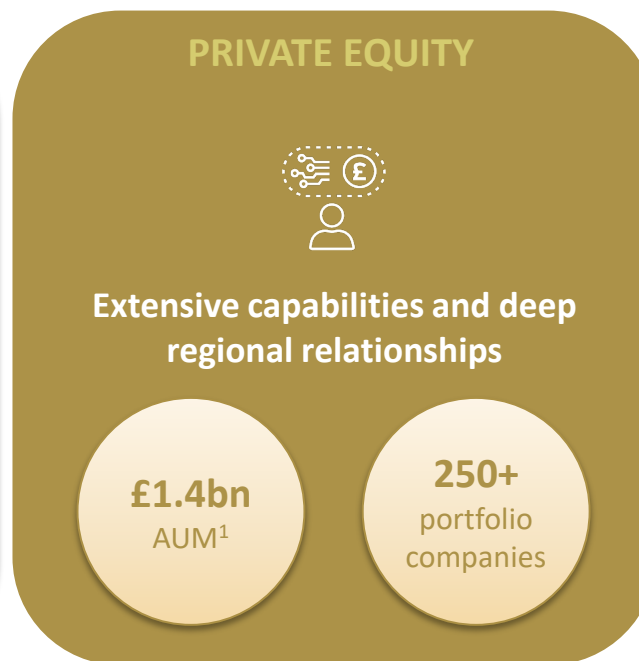 PRIVATE EQUITY
£
Extensive capabilities and deep
regional relationships
£1.4bn
AUM¹
250+
portfolio
companies